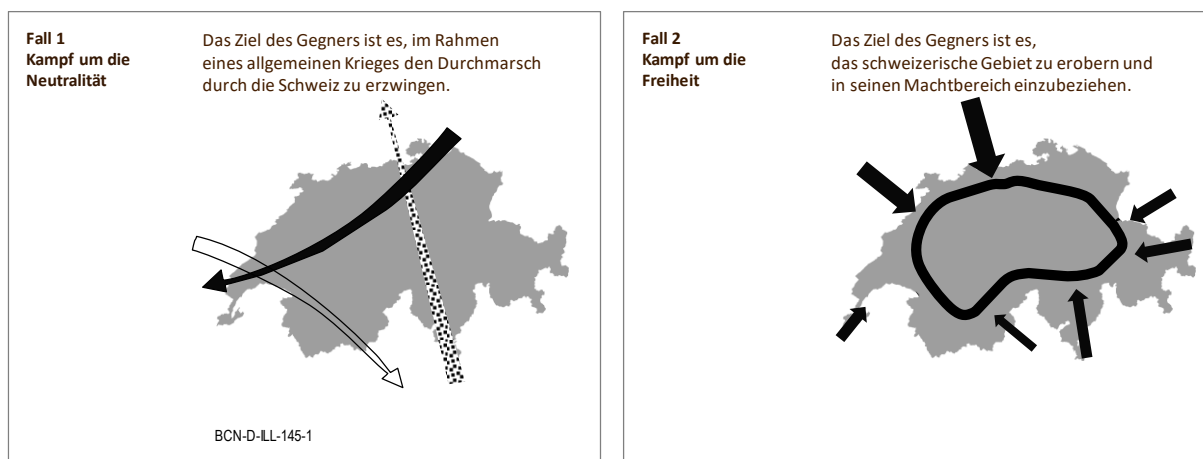 Fall 1
Kampf um die
Neutralität
Das Ziel des Gegners ist es, im Rahmen
eines allgemeinen Krieges den Durchmarsch
durch die Schweiz zu erzwingen.
BCN-D-ILL-145-1
Fall 2
Kampf um die
Freiheit
Das Ziel des Gegners ist es,
das schweizerische Gebiet zu erobern und
in seinen Machtbereich einzubeziehen.